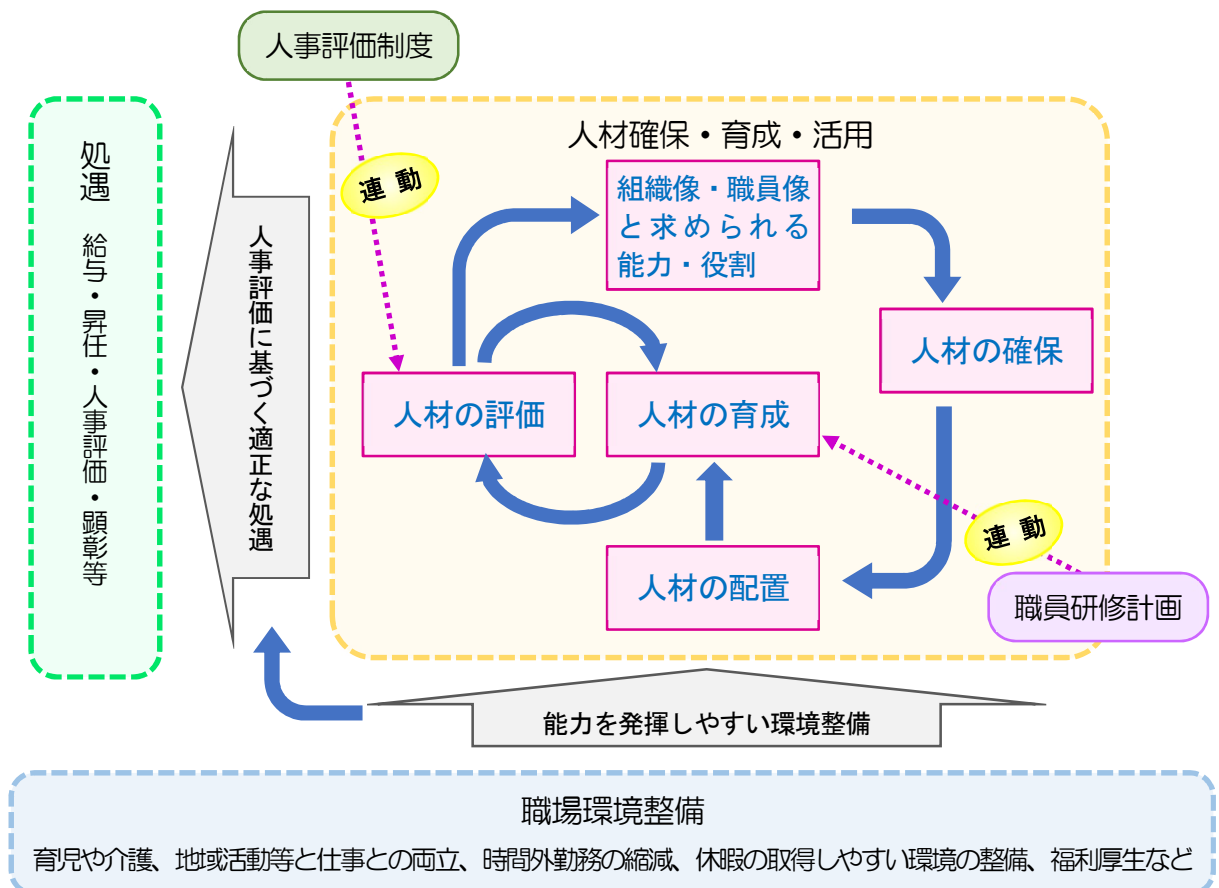 人事評価制度
連動
人材確保・育成・活用
組織像・職員像
と求められる
能力・役割
人材の確保
人材の評価
人材の育成
人材の配置
連動
職員研修計画
処遇　給与・昇任・人事評価・顕彰等
人事評価に基づく適正な処遇
能力を発揮しやすい環境整備
職場環境整備
育児や介護、地域活動等と仕事との両立、時間外勤務の縮減、休暇の取得しやすい環境の整備、福利厚生など